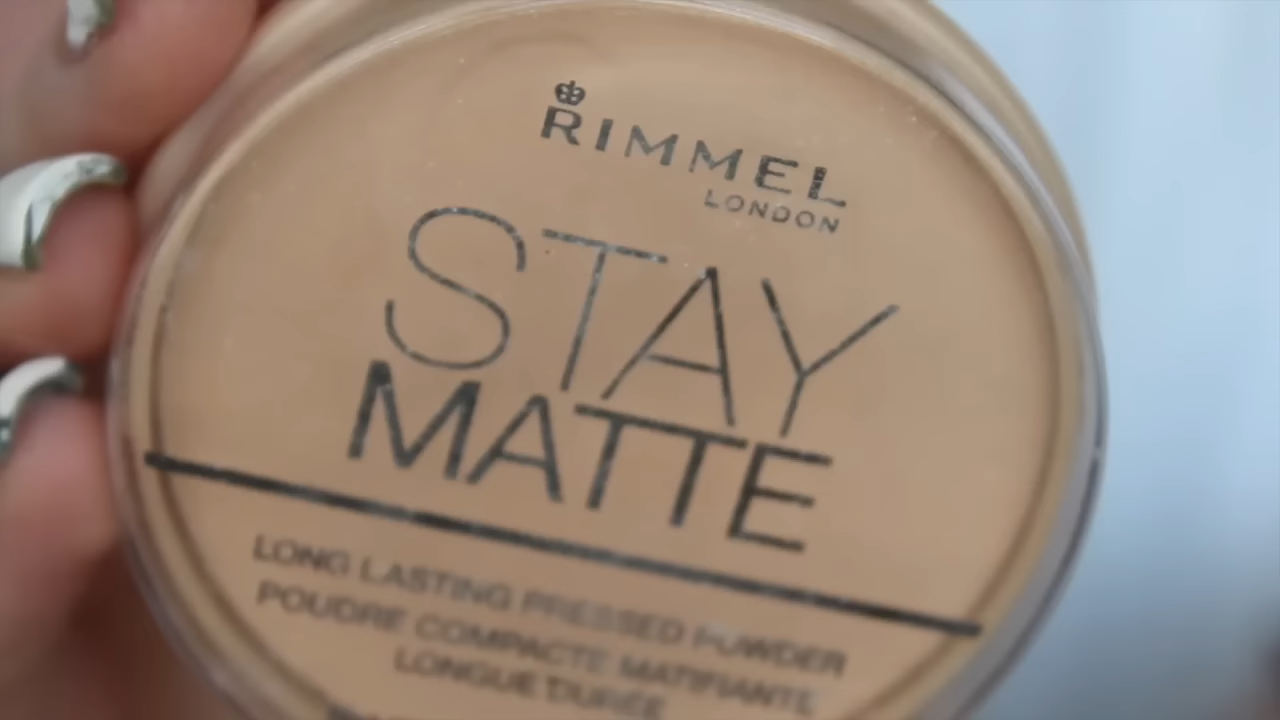 RIMMEL
LONDON
STAY
MATTE
LONG LASTING PRESSED POWDER
POUDRE COMPACTE MATIFIANTE
LONGUE DURÉE